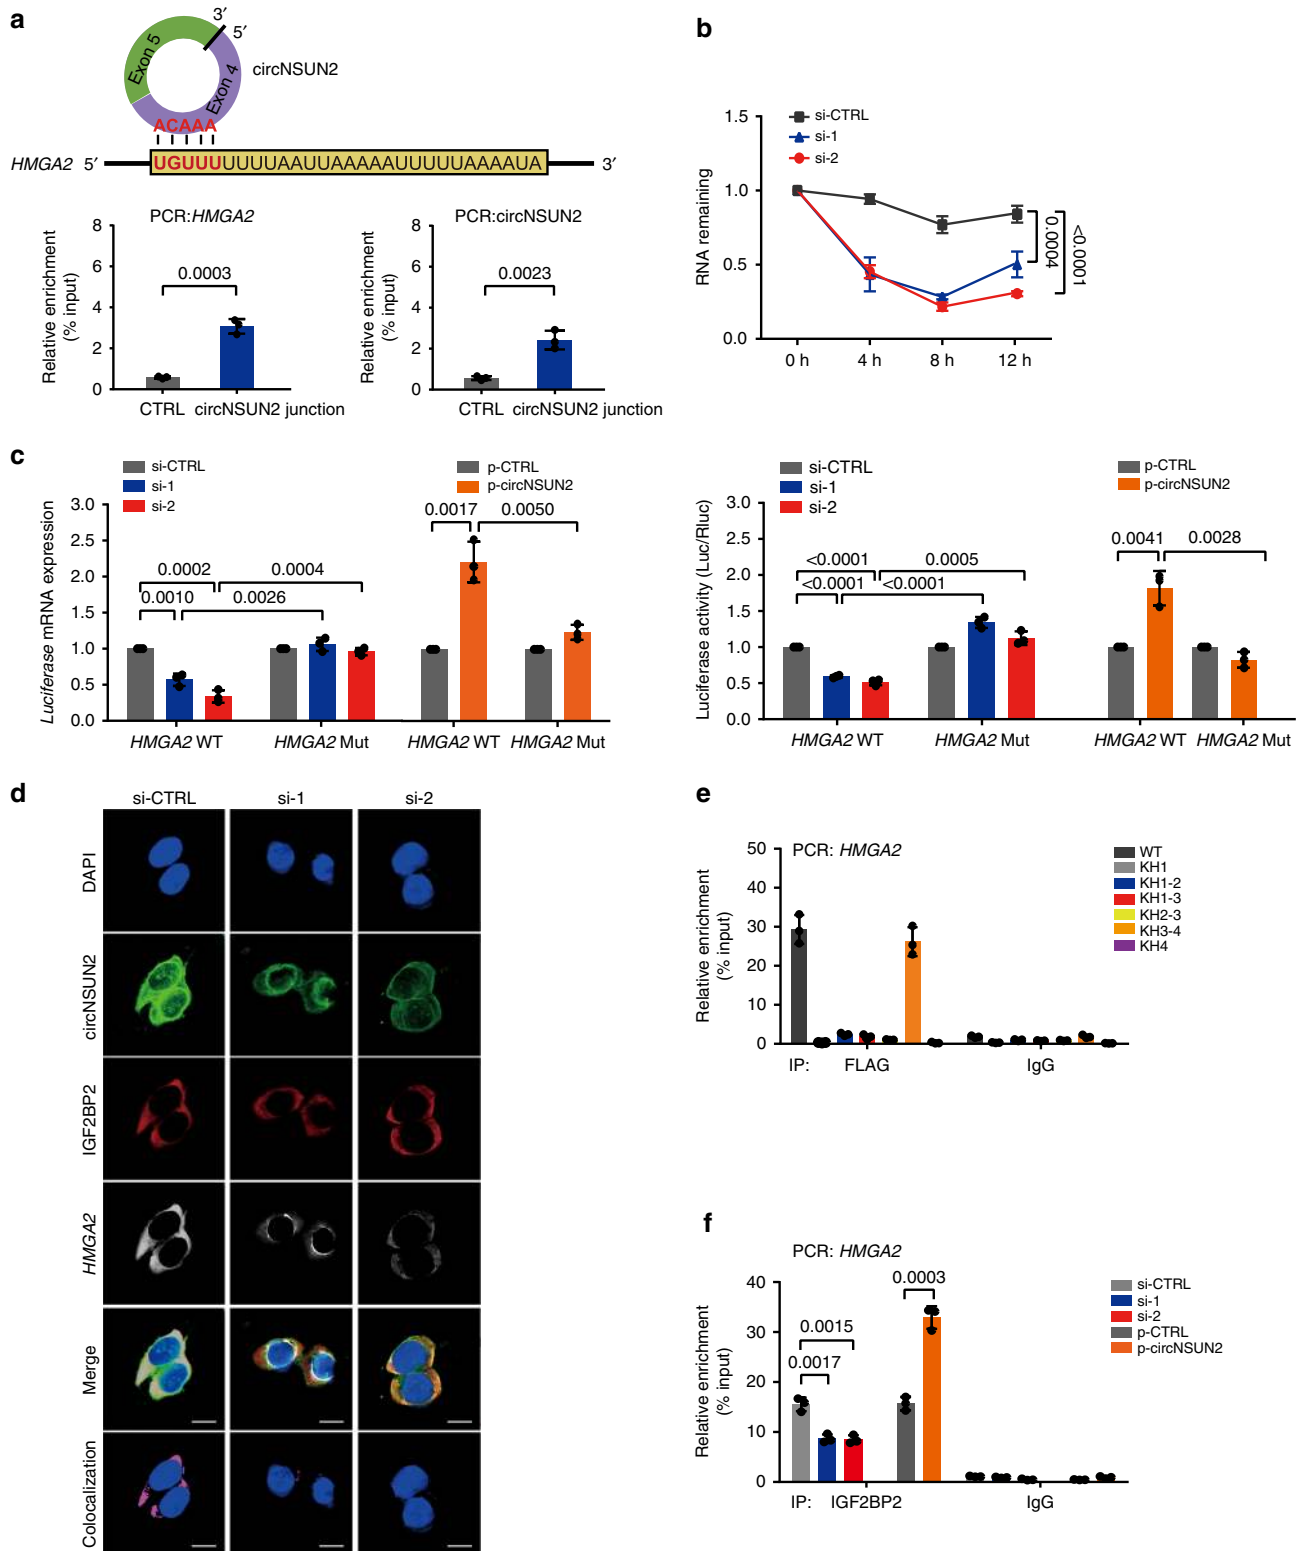 a
3′
5′
Exon 5
Exon 4
circNSUN2
ACAAA
HMGA2 5′ UGUUUUUUUAAUUAAAAAUUUUUAAAAUA 3′
PCR:HMGA2
Relative enrichment
(% input)
8
6
4
2
0
0.0003
CTRL circNSUN2 junction
PCR:circNSUN2
Relative enrichment
(% input)
8
6
4
2
0
0.0023
CTRL circNSUN2 junction
b
si-CTRL
si-1
si-2
RNA remaining
1.5
1.0
0.5
0.0
0 h 4 h 8 h 12 h
0.0004
<0.0001
c
si-CTRL
si-1
si-2
p-CTRL
p-circNSUN2
Luciferase mRNA expression
3.0
2.5
2.0
1.5
1.0
0.5
0.0
0.0002
0.0004
0.0010
0.0026
0.0017
0.0050
HMGA2 WT HMGA2 Mut HMGA2 WT HMGA2 Mut
si-CTRL
si-1
si-2
p-CTRL
p-circNSUN2
Luciferase activity (Luc/Rluc)
3.0
2.5
2.0
1.5
1.0
0.5
0.0
<0.0001
0.0005
<0.0001
<0.0001
0.0041
0.0028
HMGA2 WT HMGA2 Mut HMGA2 WT HMGA2 Mut
d
si-CTRL si-1 si-2
DAPI
circNSUN2
IGF2BP2
HMGA2
Merge
Colocalization
e
PCR: HMGA2
Relative enrichment
(% input)
50
40
30
20
10
0
WT
KH1
KH1-2
KH1-3
KH2-3
KH3-4
KH4
IP: FLAG IgG
f
PCR: HMGA2
Relative enrichment
(% input)
40
30
20
10
0
0.0003
0.0015
0.0017
si-CTRL
si-1
si-2
p-CTRL
p-circNSUN2
IP: IGF2BP2 IgG